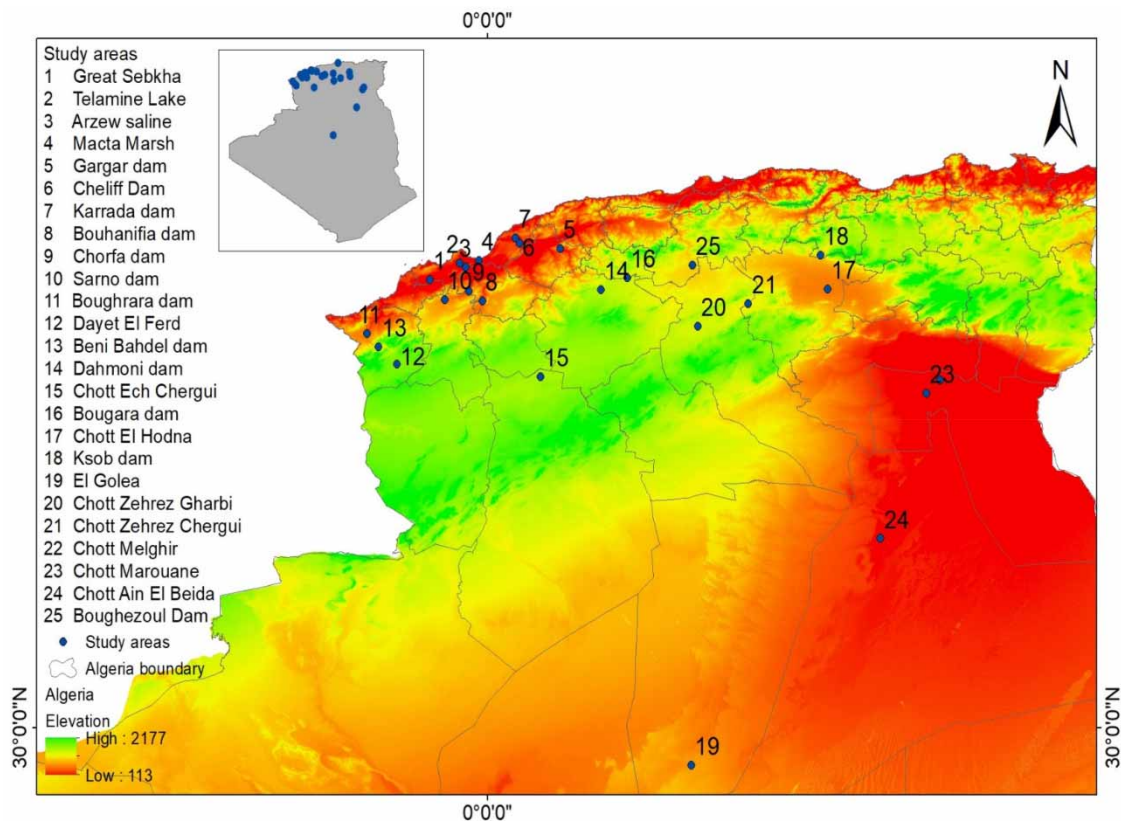 0°0'0"
Study areas
1 Great Sebkha
2 Telamine Lake
3 Arzew saline
4 Macta Marsh
5 Gargar dam
6 Cheliff Dam
7 Karrada dam
8 Bouhanifia dam
9 Chorfa dam
10 Sarno dam
11 Boughrara dam
12 Dayet El Ferd
13 Beni Bahdel dam
14 Dahmoni dam
15 Chott Ech Chergui
16 Bougara dam
17 Chott El Hodna
18 Ksob dam
19 El Golea
20 Chott Zehrez Gharbi
21 Chott Zehrez Chergui
22 Chott Melghir
23 Chott Marouane
24 Chott Ain El Beida
25 Boughezoul Dam
Study areas
Algeria boundary
Algeria
Elevation
High : 2177
Low : 113
N
7
5
6
4
23
9
1
10
8
18
25
16
14
17
21
20
11
13
12
15
23
24
19
30°0'0"N
30°0'0"N
0°0'0"